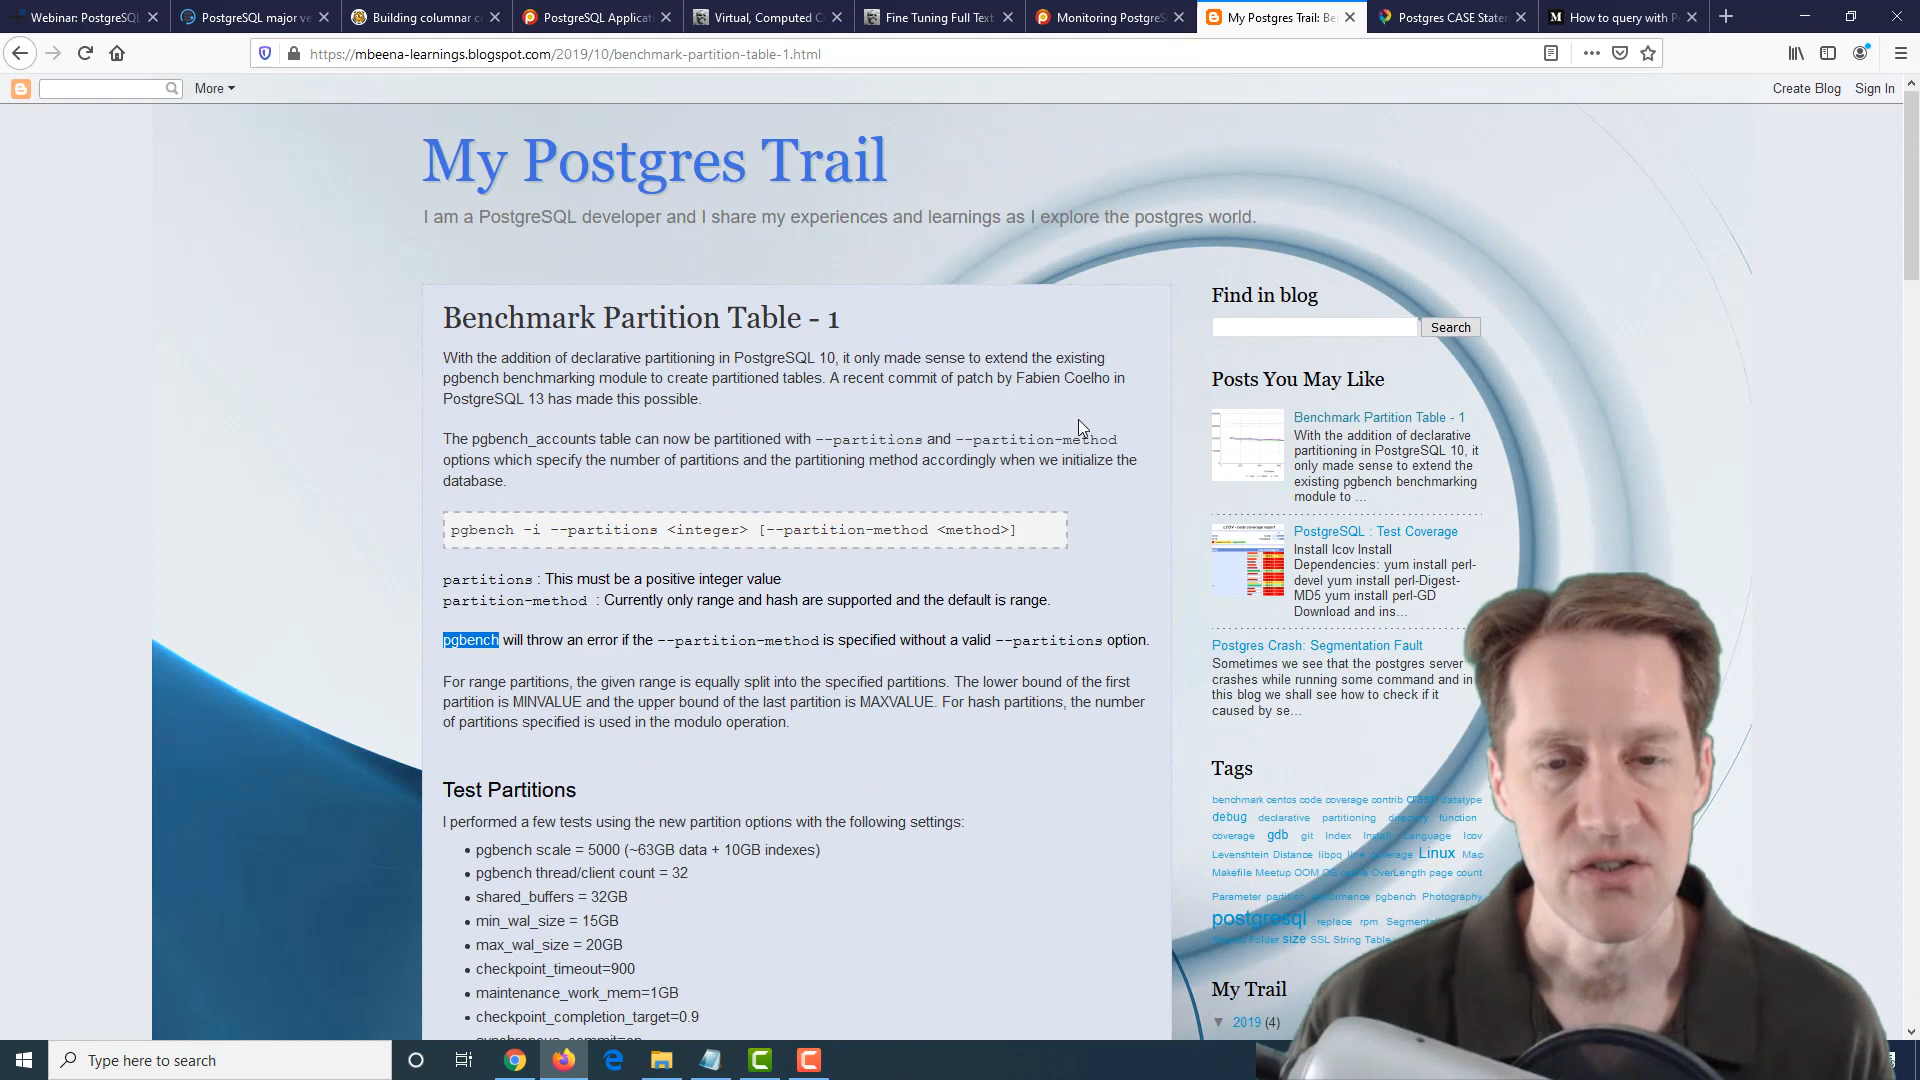 Webinar: PostgreSQL
PostgreSQL major ve
Building columnar c
PostgreSQL Applicati
Virtual, Computed C
Fine Tuning Full Text
Monitoring PostgreS
My Postgres Trail: Be
Postgres CASE Statem
How to query with P
https://mbeena-learnings.blogspot.com/2019/10/benchmark-partition-table-1.html
More
Create Blog
Sign In
My Postgres Trail
I am a PostgreSQL developer and I share my experiences and learnings as I explore the postgres world.
Benchmark Partition Table - 1
With the addition of declarative partitioning in PostgreSQL 10, it only made sense to extend the existing
pgbench benchmarking module to create partitioned tables. A recent commit of patch by Fabien Coelho in
PostgreSQL 13 has made this possible.
The pgbench_accounts table can now be partitioned with --partitions and --partition-method
options which specify the number of partitions and the partitioning method accordingly when we initialize the
database.
pgbench -i --partitions <integer> [--partition-method <method>]
partitions : This must be a positive integer value
partition-method : Currently only range and hash are supported and the default is range.
pgbench will throw an error if the --partition-method is specified without a valid --partitions option.
For range partitions, the given range is equally split into the specified partitions. The lower bound of the first
partition is MINVALUE and the upper bound of the last partition is MAXVALUE. For hash partitions, the number
of partitions specified is used in the modulo operation.
Test Partitions
I performed a few tests using the new partition options with the following settings:
pgbench scale = 5000 (~63GB data + 10GB indexes)
pgbench thread/client count = 32
shared_buffers = 32GB
min_wal_size = 15GB
max_wal_size = 20GB
checkpoint_timeout=900
maintenance_work_mem=1GB
checkpoint_completion_target=0.9
synchronous_commit=on
Find in blog
Search
Posts You May Like
Benchmark Partition Table - 1
With the addition of declarative
partitioning in PostgreSQL 10, it
only made sense to extend the
existing pgbench benchmarking
module to ...
PostgreSQL : Test Coverage
Install lcov Install
Dependencies: yum install perl-
devel yum install perl-Digest-
MD5 yum install perl-GD
Download and ins...
Postgres Crash: Segmentation Fault
Sometimes we see that the postgres server
crashes while running some command and in
this blog we shall see how to check if it
caused by se...
Tags
benchmark centos code coverage contrib crash datatype
debug declarative partitioning directory function
coverage gdb git Index Install Language lcov
Levenshtein Distance libpq line coverage Linux Mac
Makefile Meetup OOM OS OverLength page count
Parameter partition performance pgbench Photography
postgresql replace rpm
Folder size SSL String Table
My Trail
▼ 2019 (4)
Type here to search